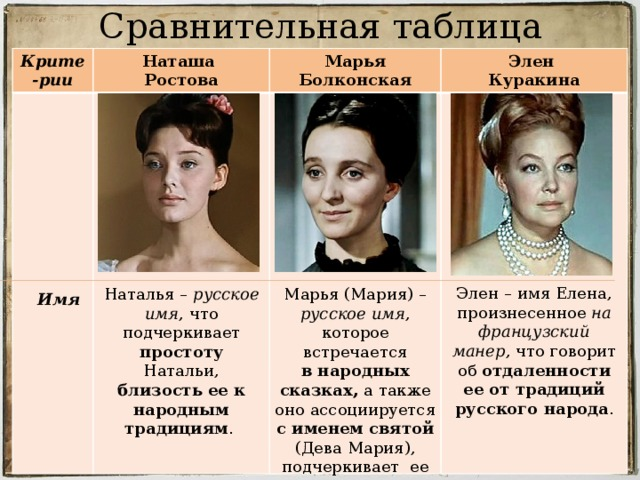 Сравнительная таблица
Крите
-рии
Наташа
Ростова
Марья
Болконская
Элен
Куракина
Имя
Наталья – русское
имя, что
подчеркивает
простоту
Натальи,
близость ее к
народным
традициям.
Марья (Мария) –
русское имя,
которое
встречается
в народных
сказках, а также
оно ассоциируется
с именем святой
(Дева Мария),
подчеркивает ее
Элен – имя Елена,
произнесенное на
французский
манер, что говорит
об отдаленности
ее от традиций
русского народа.